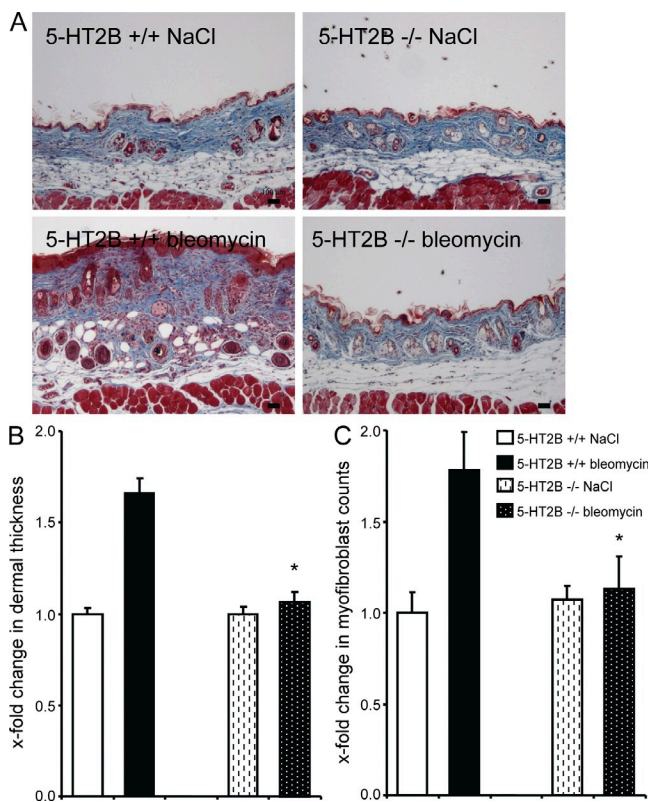 A
5-HT2B +/+ NaCl
5-HT2B -/- NaCl
100 µm
5-HT2B +/+ bleomycin
5-HT2B -/- bleomycin
B
2.0
1.5
1.0
0.5
0.0
x-fold change in dermal thickness
*
C
2.0
1.5
1.0
0.5
0.0
x-fold change in myofibroblast counts
5-HT2B +/+ NaCl
5-HT2B +/+ bleomycin
5-HT2B -/- NaCl
5-HT2B -/- bleomycin
*